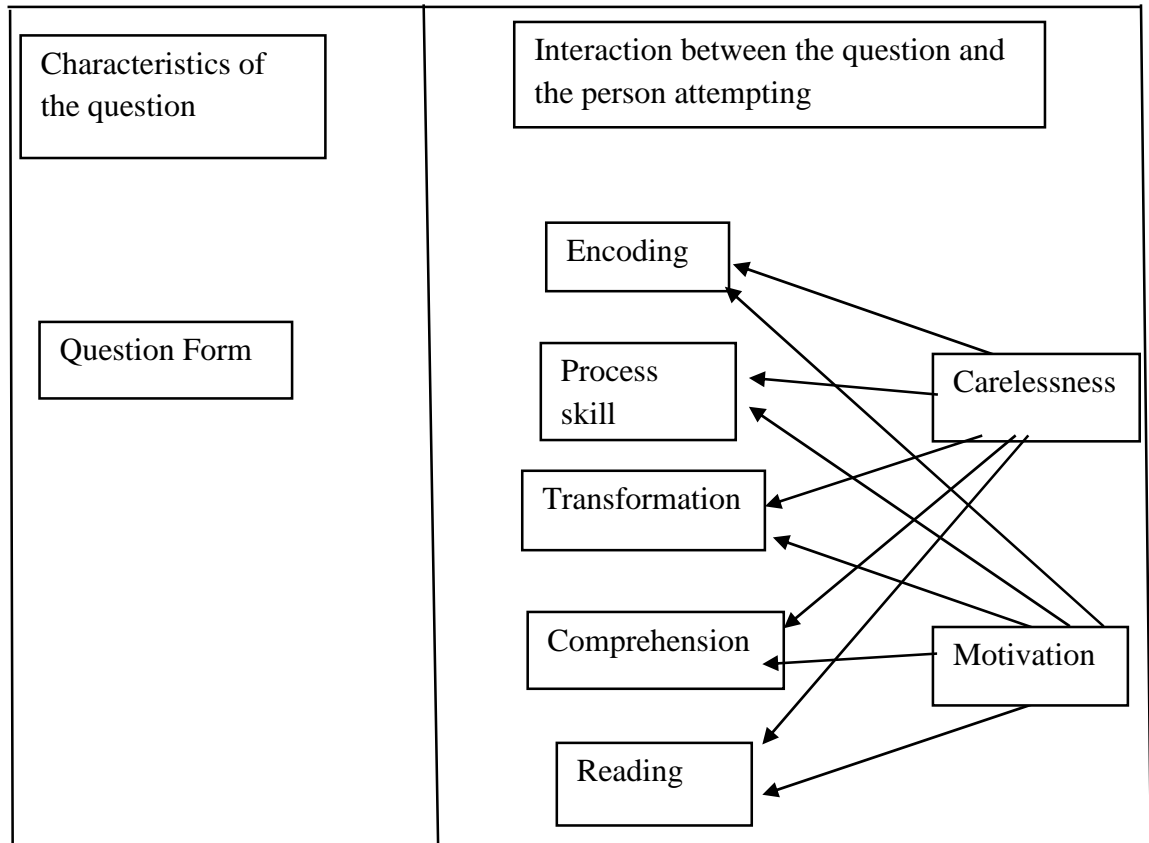 Characteristics of
the question
Interaction between the question and
the person attempting
Encoding
Question Form
Process
skill
Carelessness
Transformation
Comprehension
Motivation
Reading